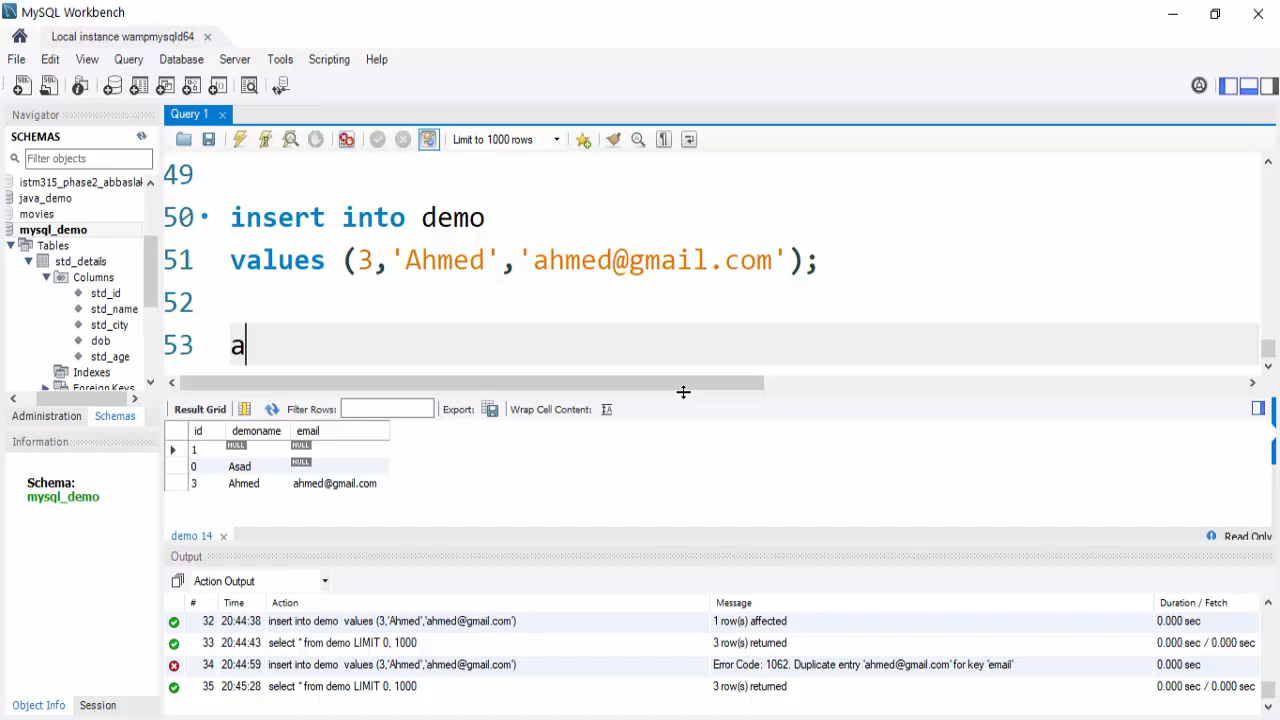 MySQL Workbench
Local instance wampmysqld64
File Edit View Query Database Server Tools Scripting Help
Navigator
SCHEMAS
Filter objects
istm315_phase2_abbaslak
java_demo
movies
mysql_demo
Tables
std_details
Columns
std_id
std_name
std_city
dob
std_age
Indexes
Foreign Keys
Administration Schemas
Information
Schema:
mysql_demo
Object Info Session
Query 1
Limit to 1000 rows
49
50 insert into demo
51 values (3,'Ahmed','ahmed@gmail.com');
52
53 a
Result Grid Filter Rows: Export: Wrap Cell Content:
id demoname email
1 NULL NULL
0 Asad NULL
3 Ahmed ahmed@gmail.com
demo 14 Read Only
Output
Action Output
# Time Action Message Duration / Fetch
32 20:44:38 insert into demo values (3,'Ahmed','ahmed@gmail.com') 1 row(s) affected 0.000 sec
33 20:44:43 select * from demo LIMIT 0, 1000 3 row(s) returned 0.000 sec / 0.000 sec
34 20:44:59 insert into demo values (3,'Ahmed','ahmed@gmail.com') Error Code: 1062. Duplicate entry 'ahmed@gmail.com' for key 'email' 0.000 sec
35 20:45:28 select * from demo LIMIT 0, 1000 3 row(s) returned 0.000 sec / 0.000 sec